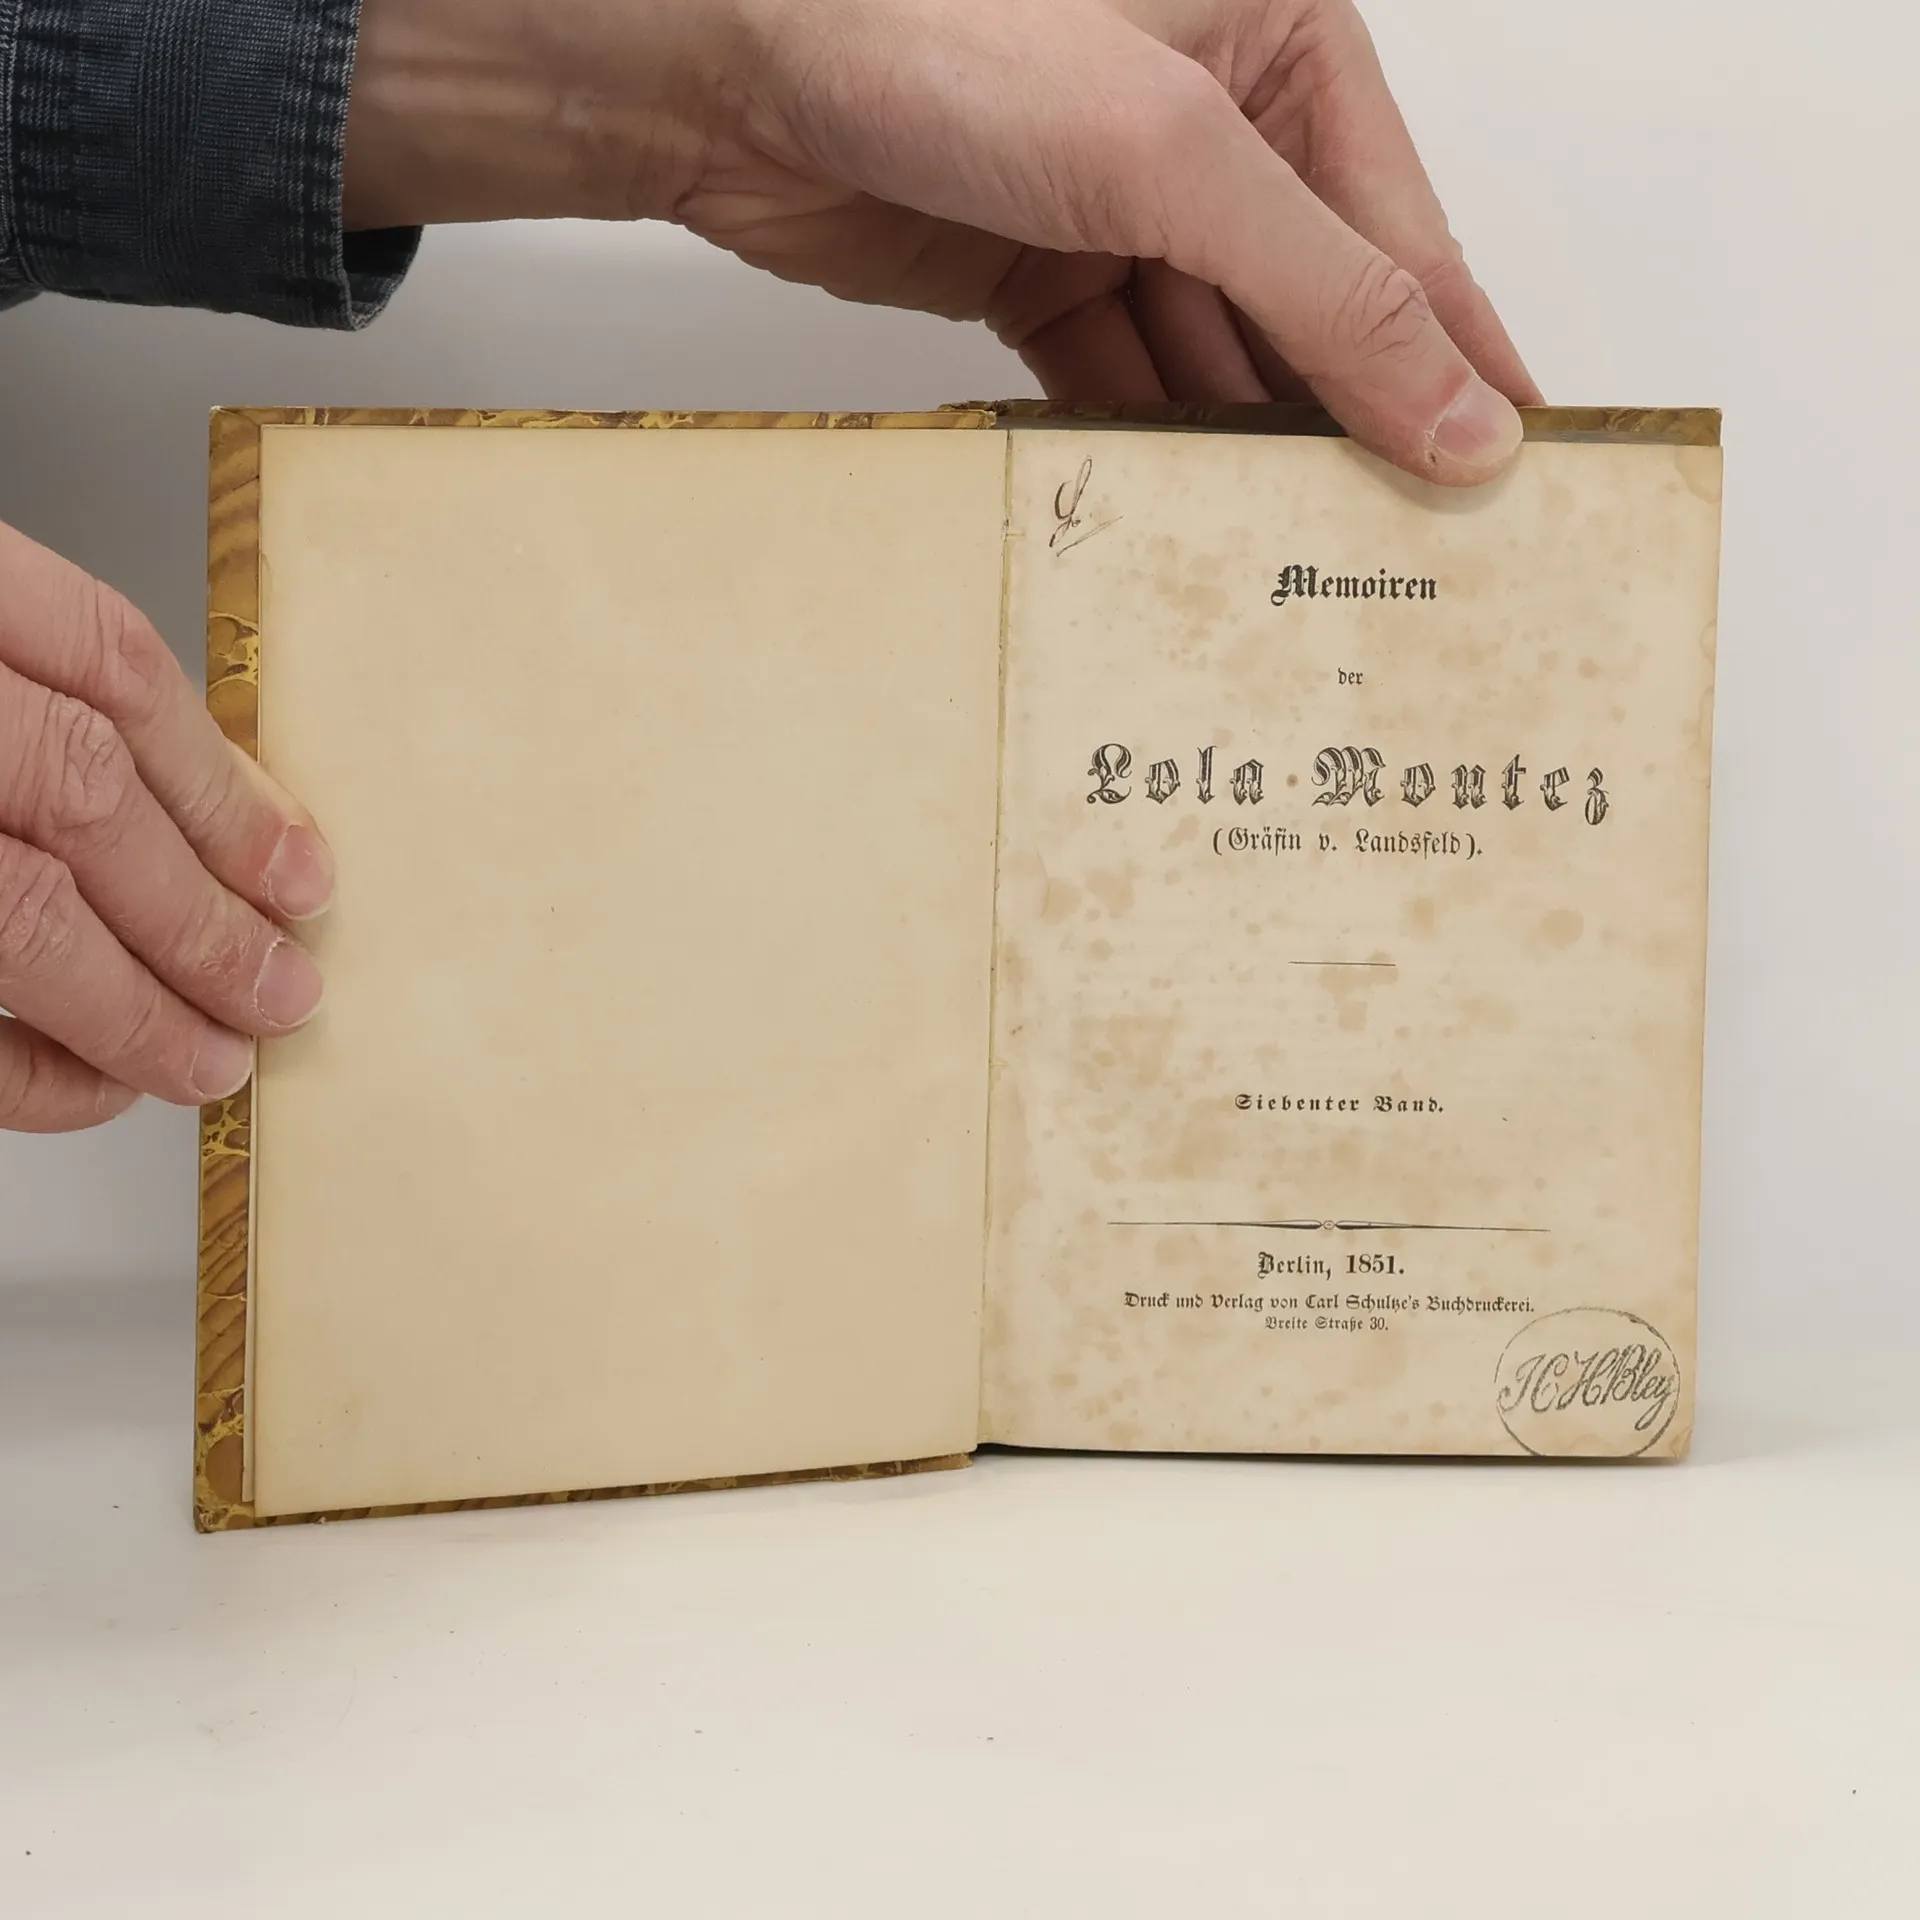 Memoiren
der
Lola Montez
(Gräfin v. Landsfeld).
Siebenter Band.
Berlin, 1851.
Druck und Verlag von Carl Schultze's Buchdruckerei.
Breite Straße 30.
JCHBley